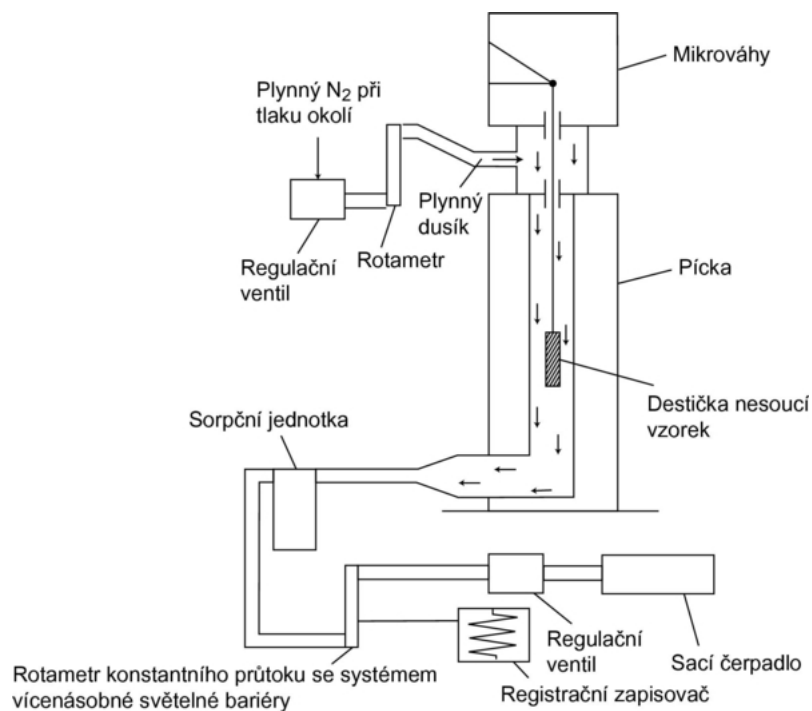 Mikrováhy
Plynný N2 při
tlaku okolí
Plynný
dusík
Regulační
ventil
Rotametr
Pícka
Destička nesoucí
vzorek
Sorpční jednotka
Regulační
ventil
Sací čerpadlo
Rotametr konstantního průtoku se systémem
vícenásobné světelné bariéry
Registrační zapisovač